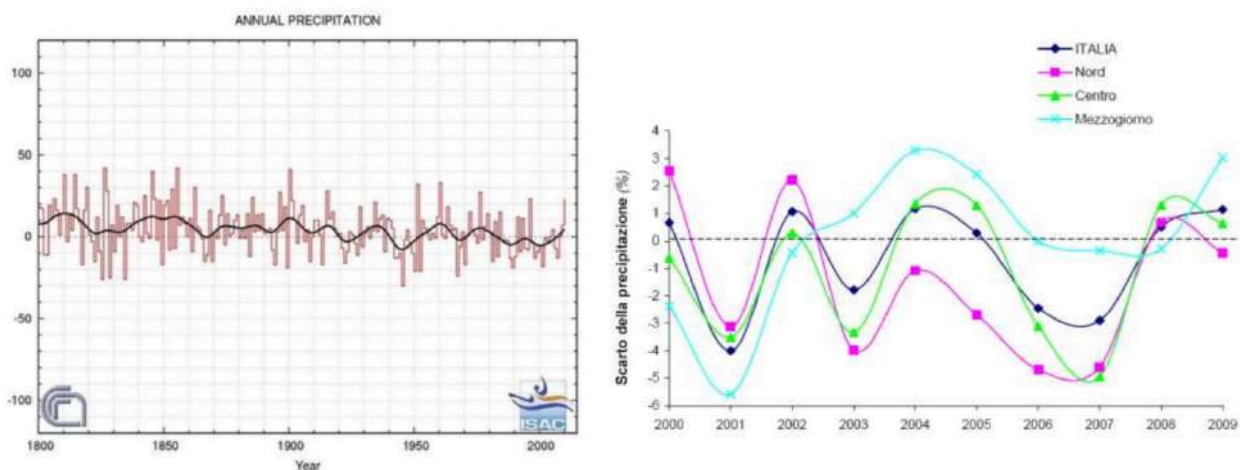 ANNUAL PRECIPITATION
100
50
0
-50
-100
1800 1850 1900 1950 2000
Year
ISAC
ITALIA
Nord
Centro
Mezzogiorno
Scarto della precipitazione (%)
4
3
2
1
0
-1
-2
-3
-4
-5
-6
2000 2001 2002 2003 2004 2005 2006 2007 2008 2009